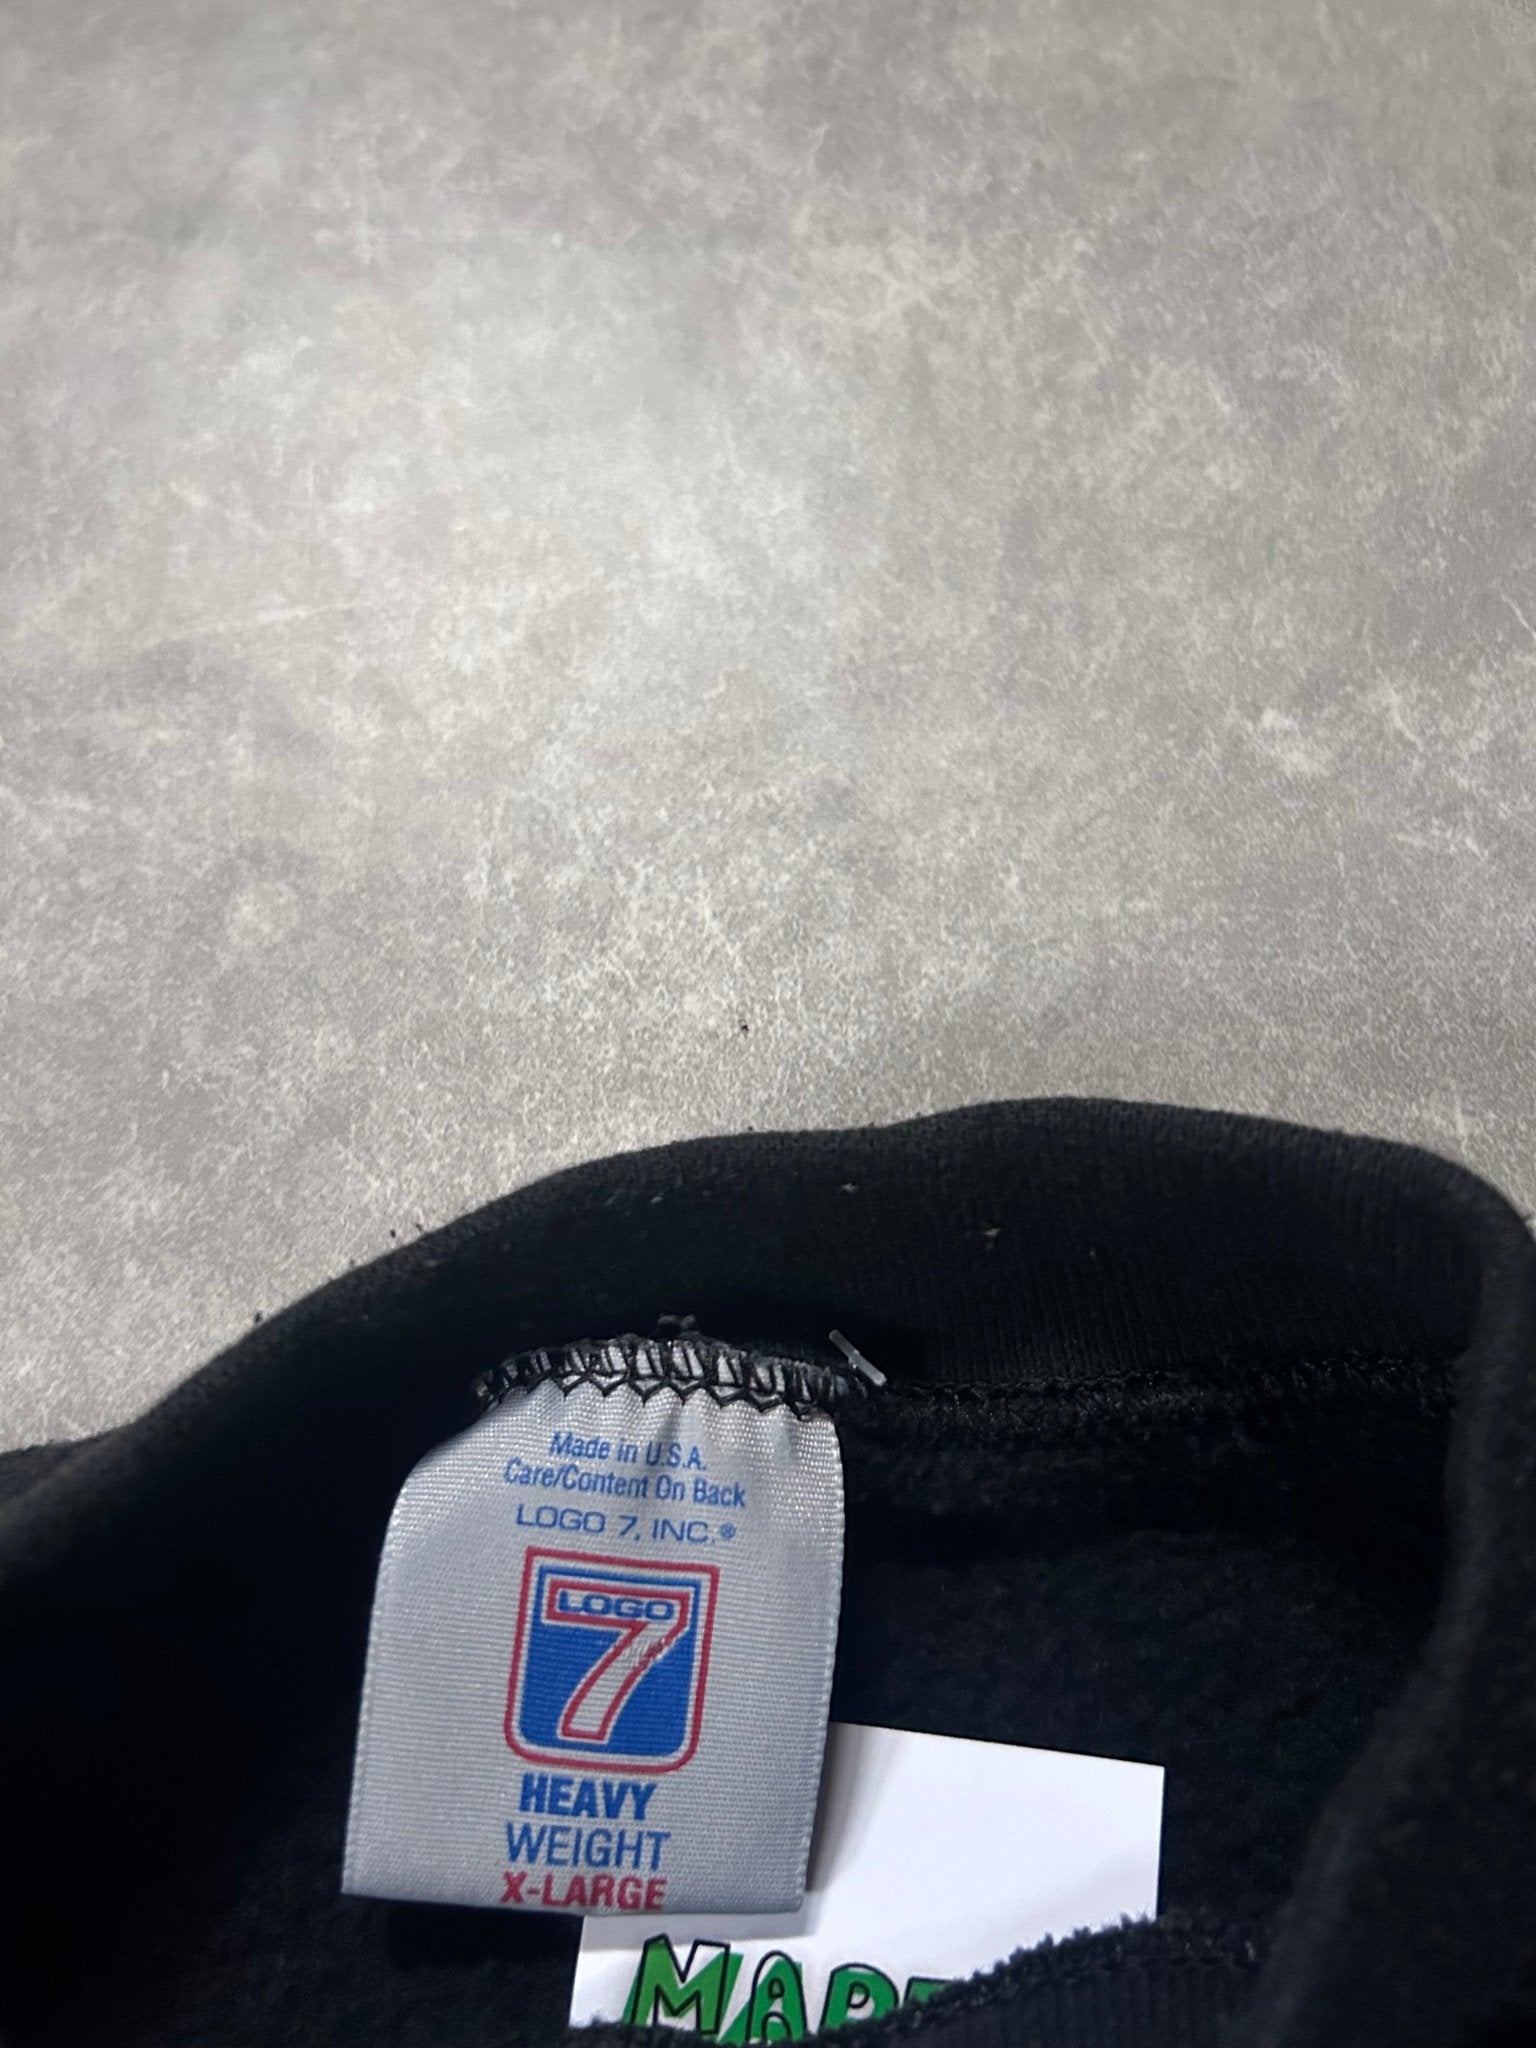 Made in U.S.A.
Care/Content On Back
LOGO 7, INC.®
LOGO
7
HEAVY
WEIGHT
X-LARGE